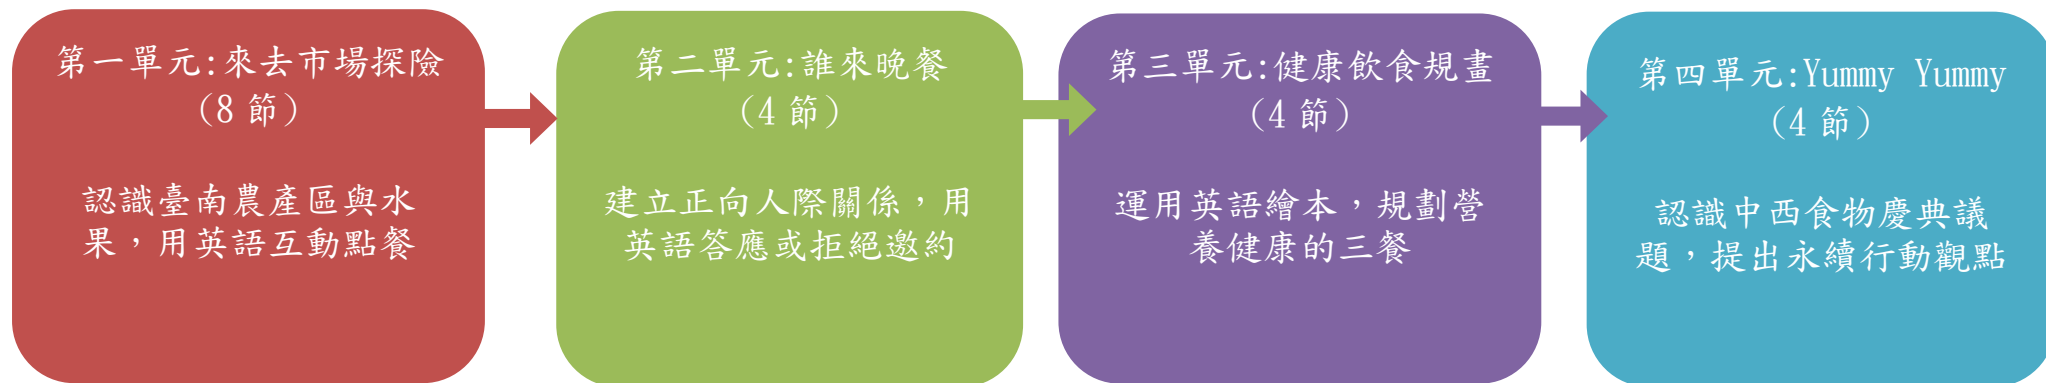 第一單元:來去市場探險
(8 節)
認識臺南農產區與水
果，用英語互動點餐
第二單元:誰來晚餐
(4 節)
建立正向人際關係，用
英語答應或拒絕邀約
第三單元:健康飲食規畫
(4 節)
運用英語繪本，規劃營
養健康的三餐
第四單元:Yummy Yummy
(4 節)
認識中西食物慶典議
題，提出永續行動觀點